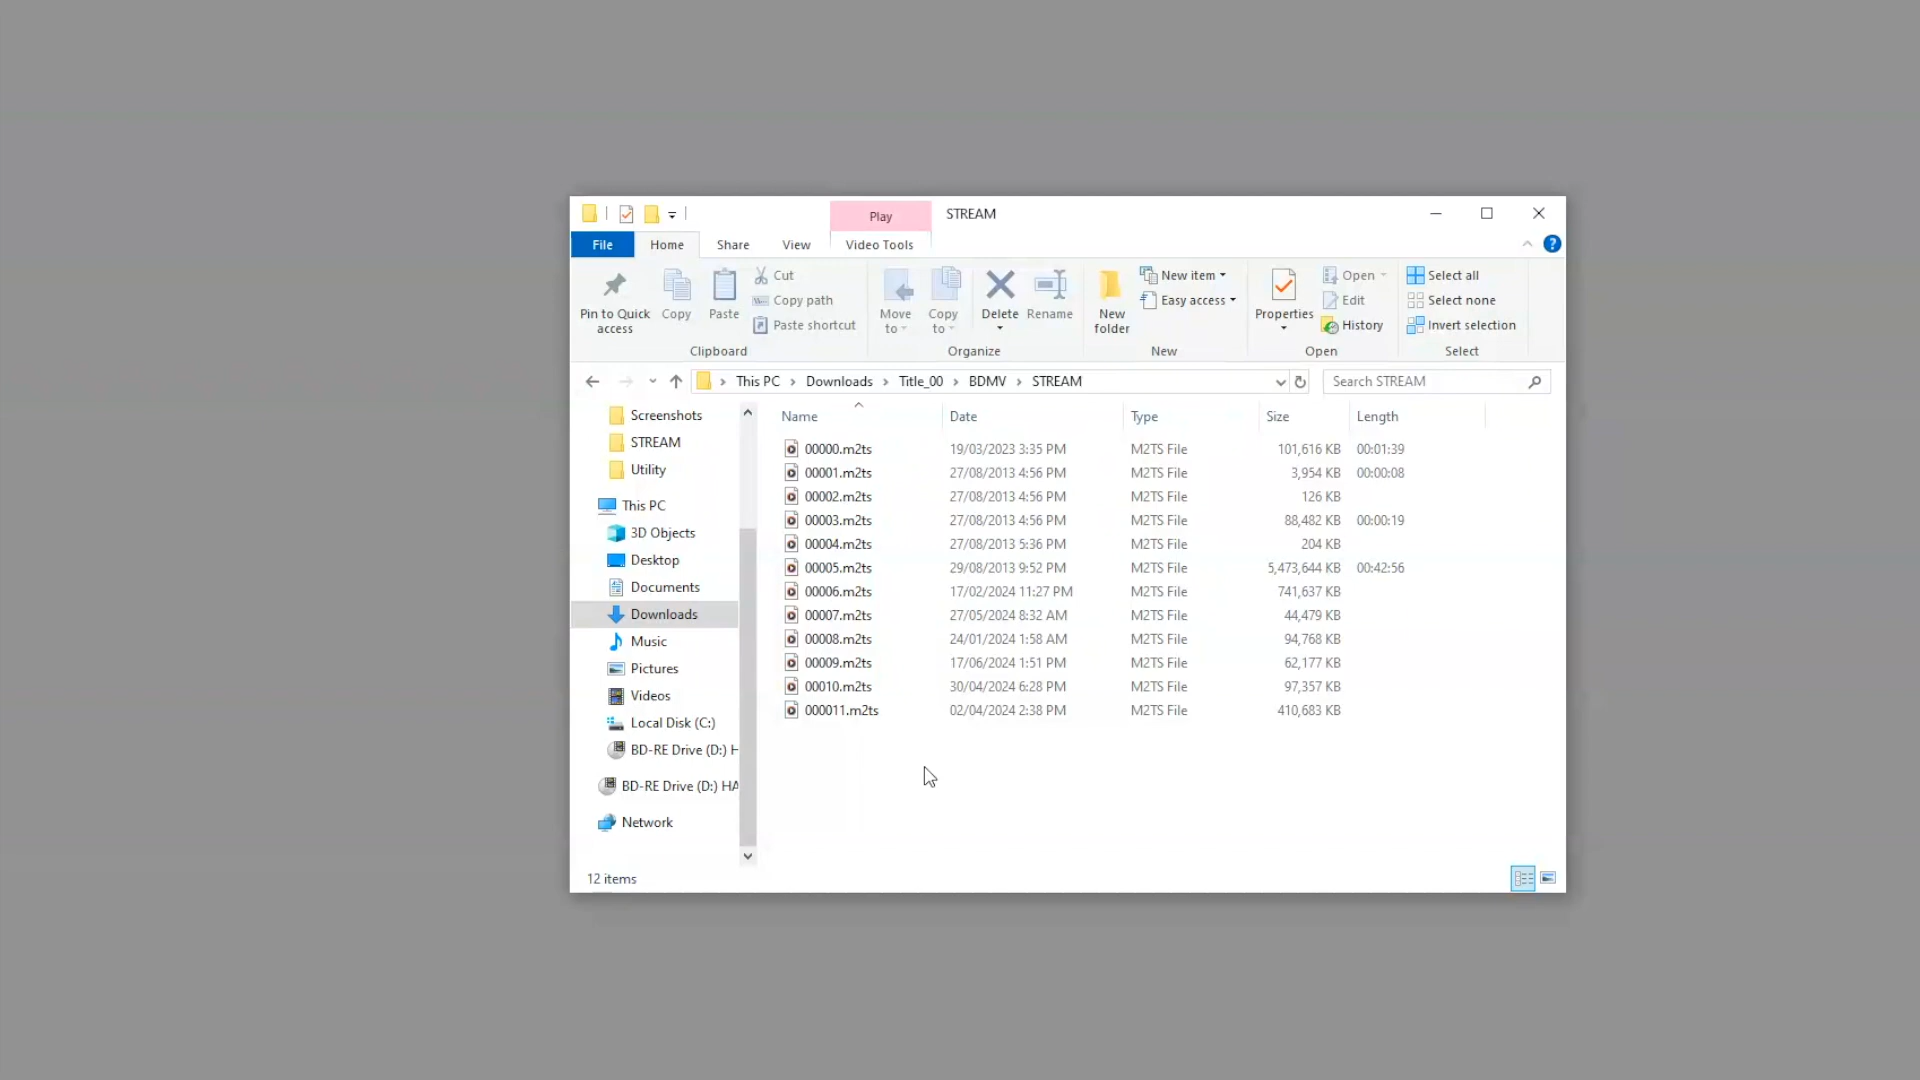 Play STREAM
File Home Share View Video Tools
Pin to Quick access
Copy
Paste
Cut
Copy path
Paste shortcut
Clipboard
Move to
Copy to
Delete
Rename
Organize
New folder
New item
Easy access
New
Properties
Open
Edit
History
Open
Select all
Select none
Invert selection
Select
This PC > Downloads > Title_00 > BDMV > STREAM
Search STREAM
Screenshots
STREAM
Utility
This PC
3D Objects
Desktop
Documents
Downloads
Music
Pictures
Videos
Local Disk (C:)
BD-RE Drive (D:) H
BD-RE Drive (D:) HA
Network
Name Date Type Size Length
00000.m2ts 19/03/2023 3:35 PM M2TS File 101,616 KB 00:01:39
00001.m2ts 27/08/2013 4:56 PM M2TS File 3,954 KB 00:00:08
00002.m2ts 27/08/2013 4:56 PM M2TS File 126 KB
00003.m2ts 27/08/2013 4:56 PM M2TS File 88,482 KB 00:00:19
00004.m2ts 27/08/2013 5:36 PM M2TS File 204 KB
00005.m2ts 29/08/2013 9:52 PM M2TS File 5,473,644 KB 00:42:56
00006.m2ts 17/02/2024 11:27 PM M2TS File 741,637 KB
00007.m2ts 27/05/2024 8:32 AM M2TS File 44,479 KB
00008.m2ts 24/01/2024 1:58 AM M2TS File 94,768 KB
00009.m2ts 17/06/2024 1:51 PM M2TS File 62,177 KB
00010.m2ts 30/04/2024 6:28 PM M2TS File 97,357 KB
000011.m2ts 02/04/2024 2:38 PM M2TS File 410,683 KB
12 items